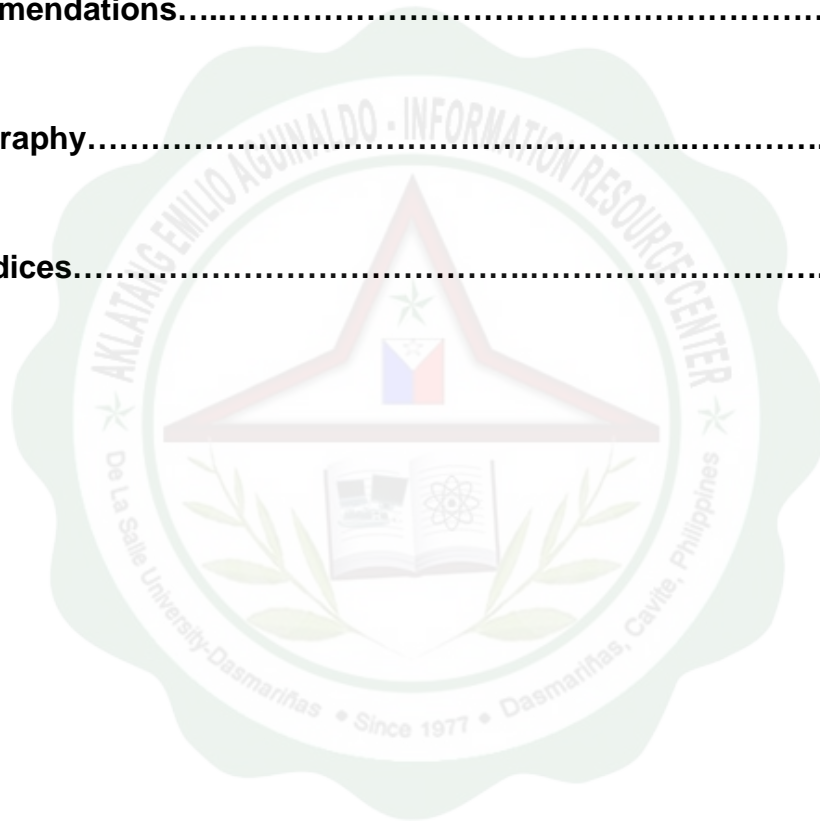 mendations…..……………………………………………………
raphy………………………………………………...………….
dices…………………………………….……………………….
AKLATANG EMILIO AGUINALDO - INFORMATION RESOURCE CENTER
De La Salle University-Dasmariñas • Since 1977 • Dasmariñas, Cavite, Philippines